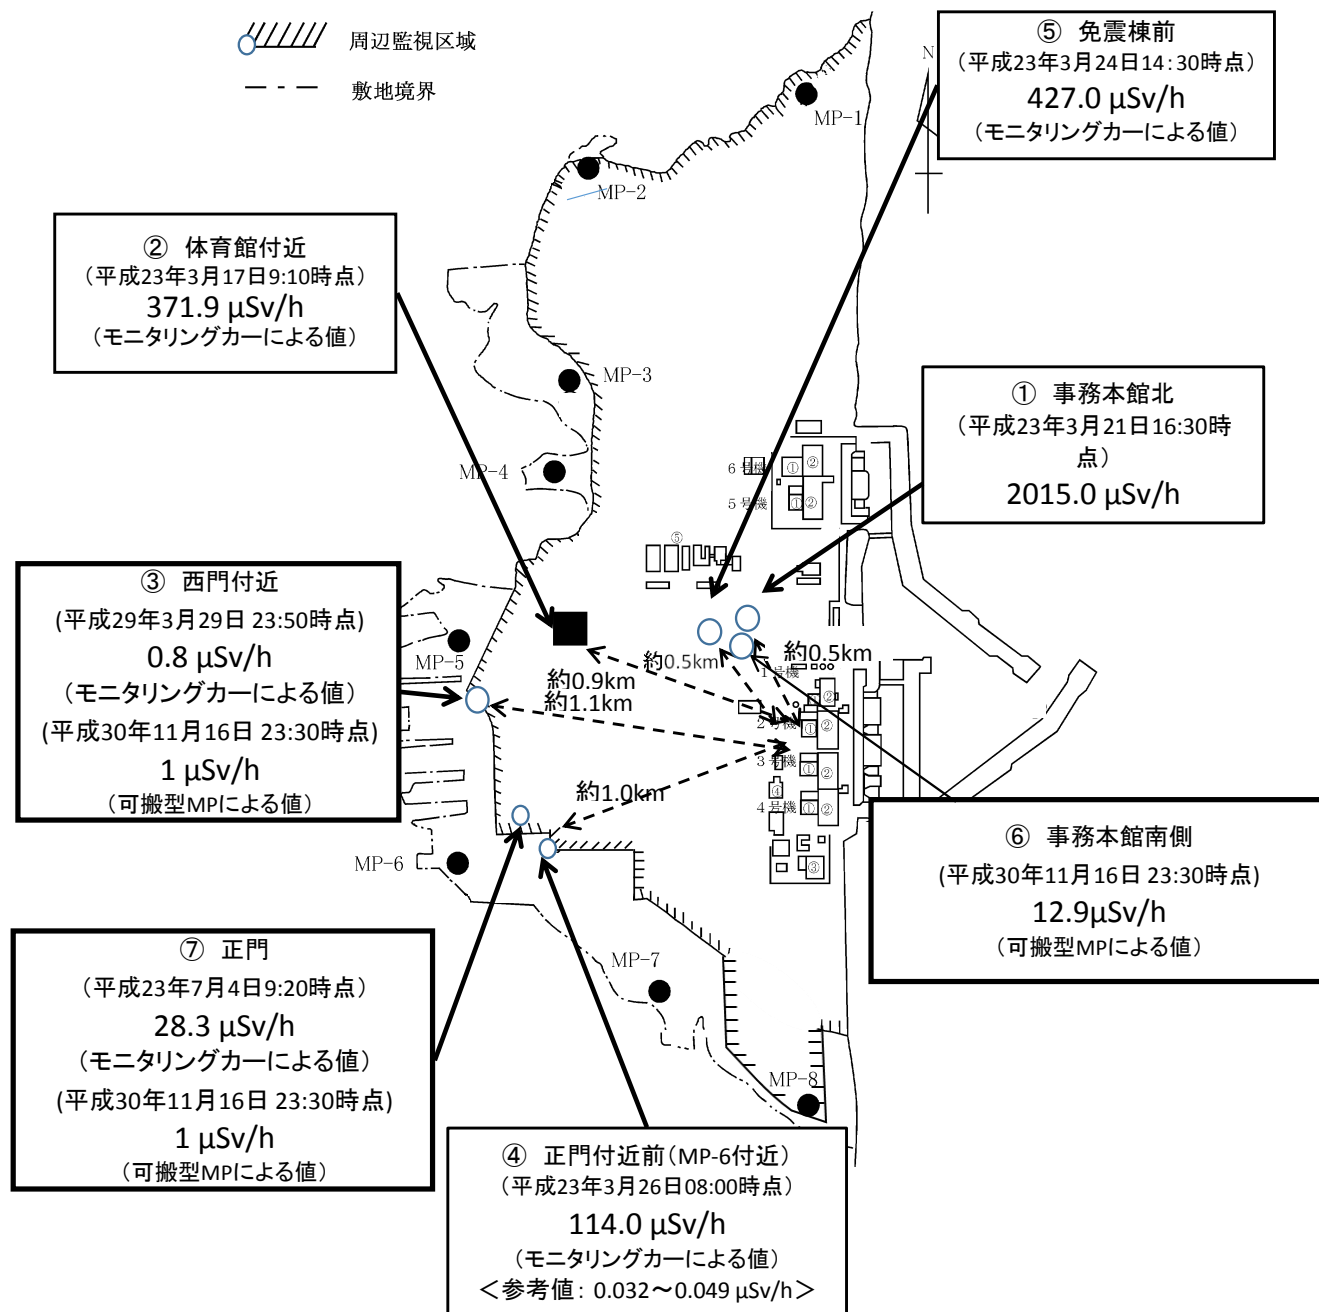 周辺監視区域
敷地境界
⑤ 免震棟前
（平成23年3月24日14：30時点）
427.0 μSv/h
（モニタリングカーによる値）
N
MP-1
MP-2
② 体育館付近
（平成23年3月17日9:10時点）
371.9 μSv/h
（モニタリングカーによる値）
MP-3
① 事務本館北
（平成23年3月21日16:30時
点）
2015.0 μSv/h
MP-4
6号機
① ②
5号機
① ②
⑤
③ 西門付近
(平成29年3月29日 23:50時点)
0.8 μSv/h
（モニタリングカーによる値）
(平成30年11月16日 23:30時点)
1 μSv/h
（可搬型MPによる値）
MP-5
約0.9km
約1.1km
約0.5km
約0.5km
1号機
②
2号機
① ②
3号機
① ②
④
4号機
① ②
③
約1.0km
⑥ 事務本館南側
(平成30年11月16日 23:30時点)
12.9μSv/h
（可搬型MPによる値）
MP-6
⑦ 正門
（平成23年7月4日9:20時点）
28.3 μSv/h
（モニタリングカーによる値）
(平成30年11月16日 23:30時点)
1 μSv/h
（可搬型MPによる値）
MP-7
MP-8
④ 正門付近前（MP-6付近）
（平成23年3月26日08:00時点）
114.0 μSv/h
（モニタリングカーによる値）
＜参考値： 0.032～0.049 μSv/h＞